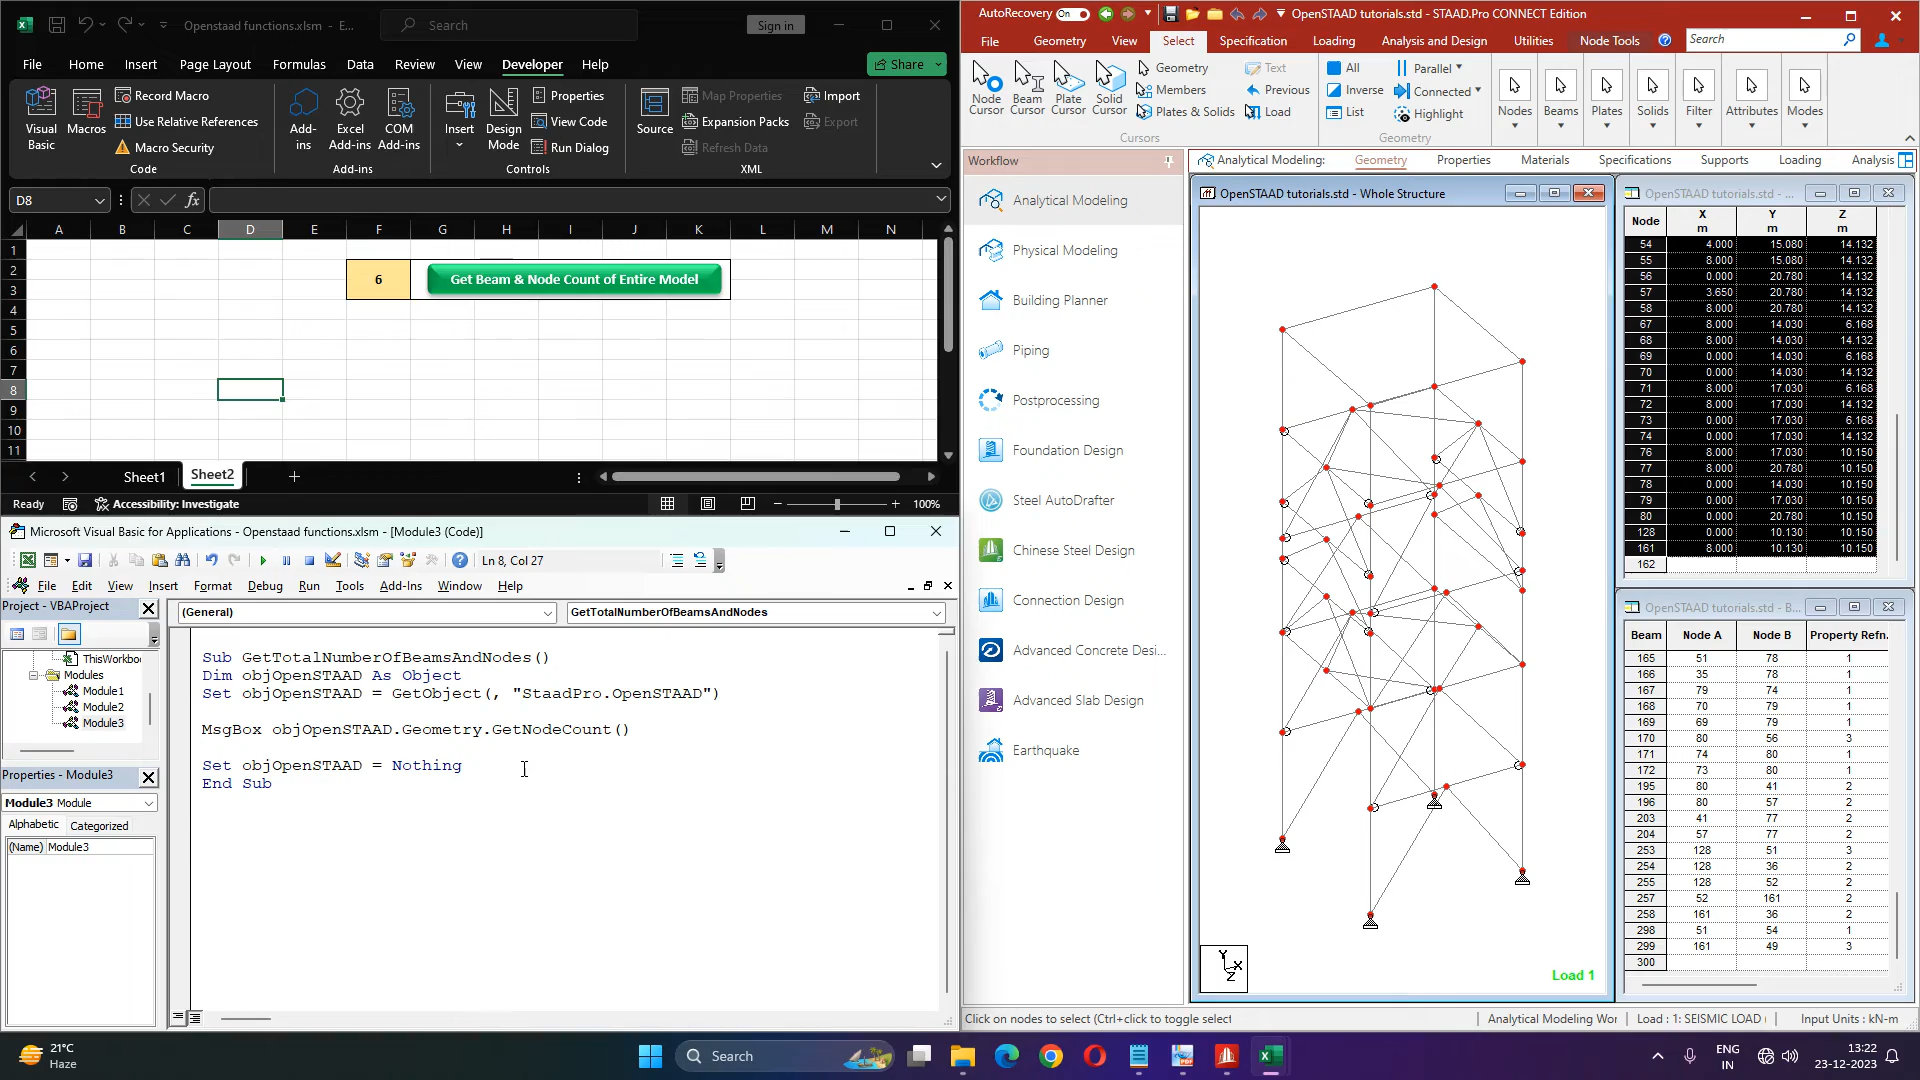 Openstaad functions.xlsm - E...
Search
Sign in
File Home Insert Page Layout Formulas Data Review View Developer Help
Share
Visual Basic
Macros
Record Macro
Use Relative References
Macro Security
Code
Add-ins
Excel Add-ins
COM Add-ins
Add-ins
Insert
Design Mode
Properties
View Code
Run Dialog
Controls
Source
Map Properties
Expansion Packs
Refresh Data
Import
Export
XML
D8
fx
A B C D E F G H I J K L M N
1
2
3
4
5
6
7
8
9
10
11
6
Get Beam & Node Count of Entire Model
Sheet1 Sheet2
Ready
Accessibility: Investigate
100%
Microsoft Visual Basic for Applications - Openstaad functions.xlsm - [Module3 (Code)]
Ln 8, Col 27
File Edit View Insert Format Debug Run Tools Add-Ins Window Help
Project - VBAProject
ThisWorkbo
Modules
Module1
Module2
Module3
Properties - Module3
Module3 Module
Alphabetic Categorized
(Name) Module3
(General)
GetTotalNumberOfBeamsAndNodes
Sub GetTotalNumberOfBeamsAndNodes()
Dim objOpenSTAAD As Object
Set objOpenSTAAD = GetObject(, "StaadPro.OpenSTAAD")
MsgBox objOpenSTAAD.Geometry.GetNodeCount()
Set objOpenSTAAD = Nothing
End Sub
AutoRecovery On
OpenSTAAD tutorials.std - STAAD.Pro CONNECT Edition
File Geometry View Select Specification Loading Analysis and Design Utilities Node Tools
Search
Node Cursor
Beam Cursor
Plate Cursor
Solid Cursor
Geometry
Members
Plates & Solids
Cursors
Text
Previous
Load
All
Inverse
List
Parallel
Connected
Highlight
Geometry
Nodes
Beams
Plates
Solids
Filter
Attributes
Modes
Workflow
Analytical Modeling
Physical Modeling
Building Planner
Piping
Postprocessing
Foundation Design
Steel AutoDrafter
Chinese Steel Design
Connection Design
Advanced Concrete Desi...
Advanced Slab Design
Earthquake
Analytical Modeling: Geometry Properties Materials Specifications Supports Loading Analysis
OpenSTAAD tutorials.std - Whole Structure
Y
X
Z
Load 1
OpenSTAAD tutorials.std - ...
Node X m Y m Z m
54 4.000 15.080 14.132
55 8.000 15.080 14.132
56 0.000 20.780 14.132
57 3.650 20.780 14.132
58 8.000 20.780 14.132
67 8.000 14.030 6.168
68 8.000 14.030 14.132
69 0.000 14.030 6.168
70 0.000 14.030 14.132
71 8.000 17.030 6.168
72 8.000 17.030 14.132
73 0.000 17.030 6.168
74 0.000 17.030 14.132
76 8.000 17.030 10.150
77 8.000 20.780 10.150
78 0.000 14.030 10.150
79 0.000 17.030 10.150
80 0.000 20.780 10.150
128 0.000 10.130 10.150
161 8.000 10.130 10.150
162
OpenSTAAD tutorials.std - B...
Beam Node A Node B Property Refn.
165 51 78 1
166 35 78 1
167 79 74 1
168 70 79 1
169 69 79 1
170 80 56 3
171 74 80 1
172 73 80 1
195 80 41 2
196 80 57 2
203 41 77 2
204 57 77 2
253 128 51 3
254 128 36 2
255 128 52 2
257 52 161 2
258 161 36 2
298 51 54 1
299 161 49 3
300
Click on nodes to select (Ctrl+click to toggle select
Analytical Modeling Wor
Load : 1: SEISMIC LOAD
Input Units : kN-m
21°C
Haze
Search
ENG
IN
13:22
23-12-2023